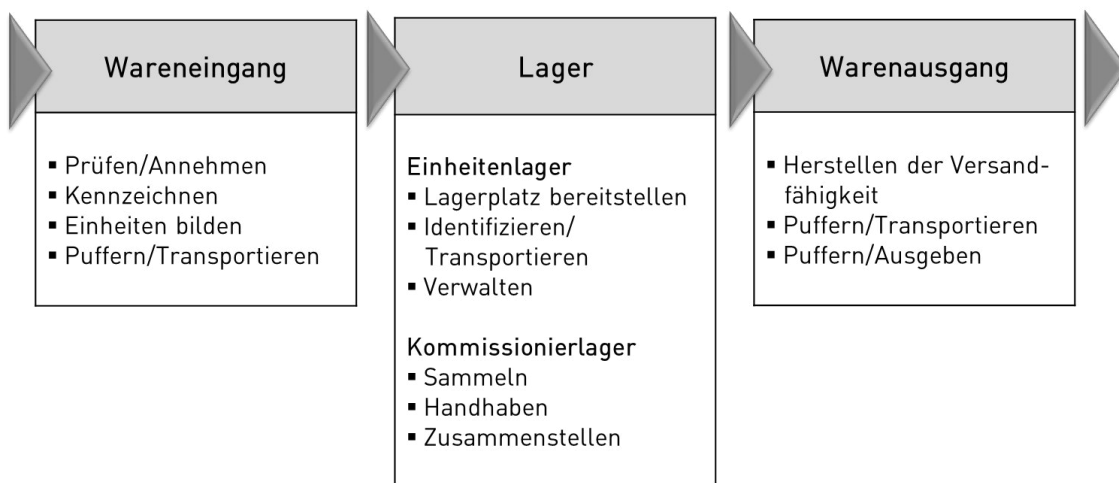 Wareneingang
▪ Prüfen/Annehmen
▪ Kennzeichnen
▪ Einheiten bilden
▪ Puffern/Transportieren
Lager
Einheitenlager
▪ Lagerplatz bereitstellen
▪ Identifizieren/
Transportieren
▪ Verwalten
Kommissionierlager
▪ Sammeln
▪ Handhaben
▪ Zusammenstellen
Warenausgang
▪ Herstellen der Versand-
fähigkeit
▪ Puffern/Transportieren
▪ Puffern/Ausgeben